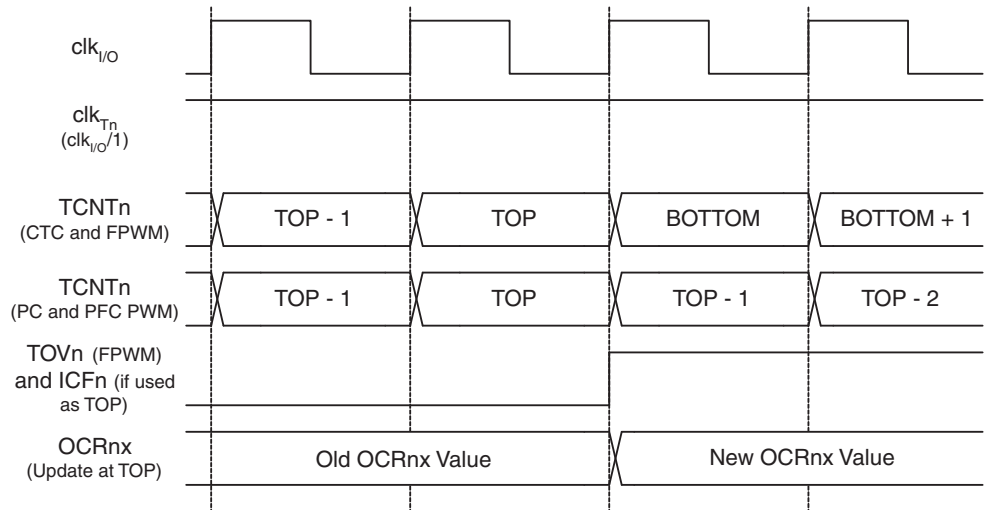 clkI/O
clkTn
(clkI/O/1)
TCNTn
(CTC and FPWM)
TOP - 1
TOP
BOTTOM
BOTTOM + 1
TCNTn
(PC and PFC PWM)
TOP - 1
TOP
TOP - 1
TOP - 2
TOVn (FPWM)
and ICFn (if used
as TOP)
OCRnx
(Update at TOP)
Old OCRnx Value
New OCRnx Value